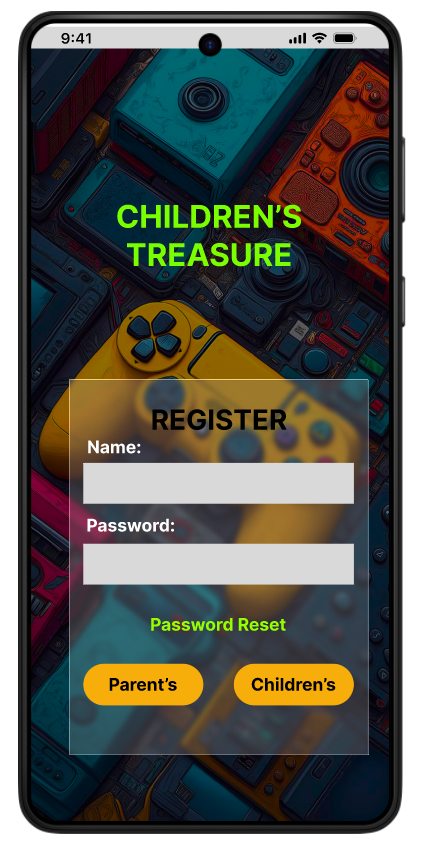 9:41
CHILDREN’S
TREASURE
REGISTER
Name:
Password:
Password Reset
Parent’s
Children’s